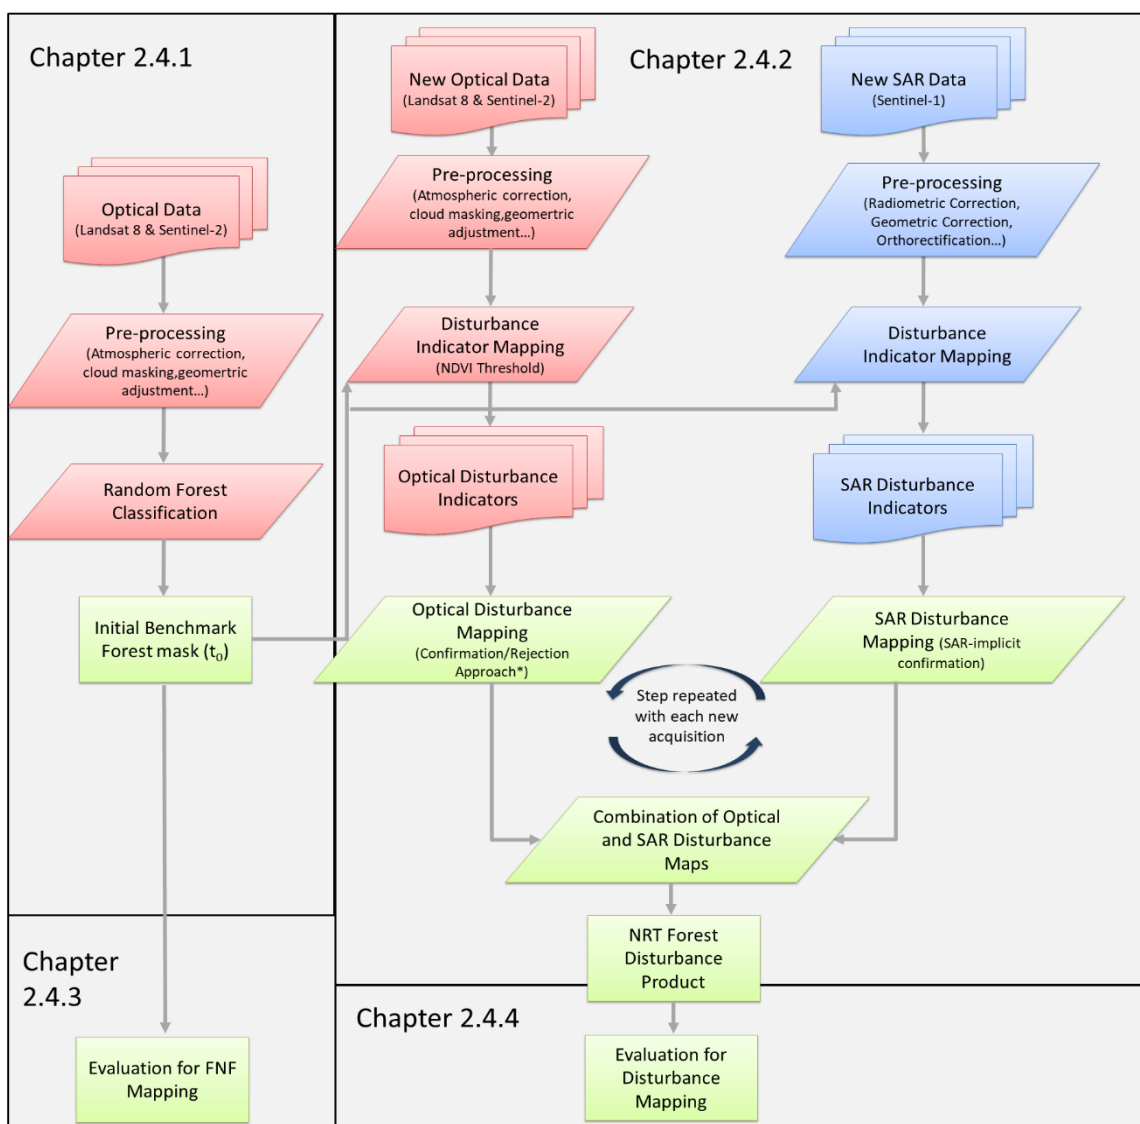 Chapter 2.4.1
Optical Data
(Landsat 8 & Sentinel-2)
Pre-processing
(Atmospheric correction,
cloud masking,geomertric
adjustment...)
Random Forest
Classification
Initial Benchmark
Forest mask (t₀)
Chapter 2.4.2
New Optical Data
(Landsat 8 & Sentinel-2)
Pre-processing
(Atmospheric correction,
cloud masking,geomertric
adjustment...)
Disturbance
Indicator Mapping
(NDVI Threshold)
Optical Disturbance
Indicators
Optical Disturbance
Mapping
(Confirmation/Rejection
Approach*)
New SAR Data
(Sentinel-1)
Pre-processing
(Radiometric Correction,
Geometric Correction,
Orthorectification...)
Disturbance
Indicator Mapping
SAR Disturbance
Indicators
SAR Disturbance
Mapping (SAR-implicit
confirmation)
Step repeated
with each new
acquisition
Combination of Optical
and SAR Disturbance
Maps
NRT Forest
Disturbance
Product
Chapter
2.4.3
Evaluation for FNF
Mapping
Chapter 2.4.4
Evaluation for
Disturbance
Mapping